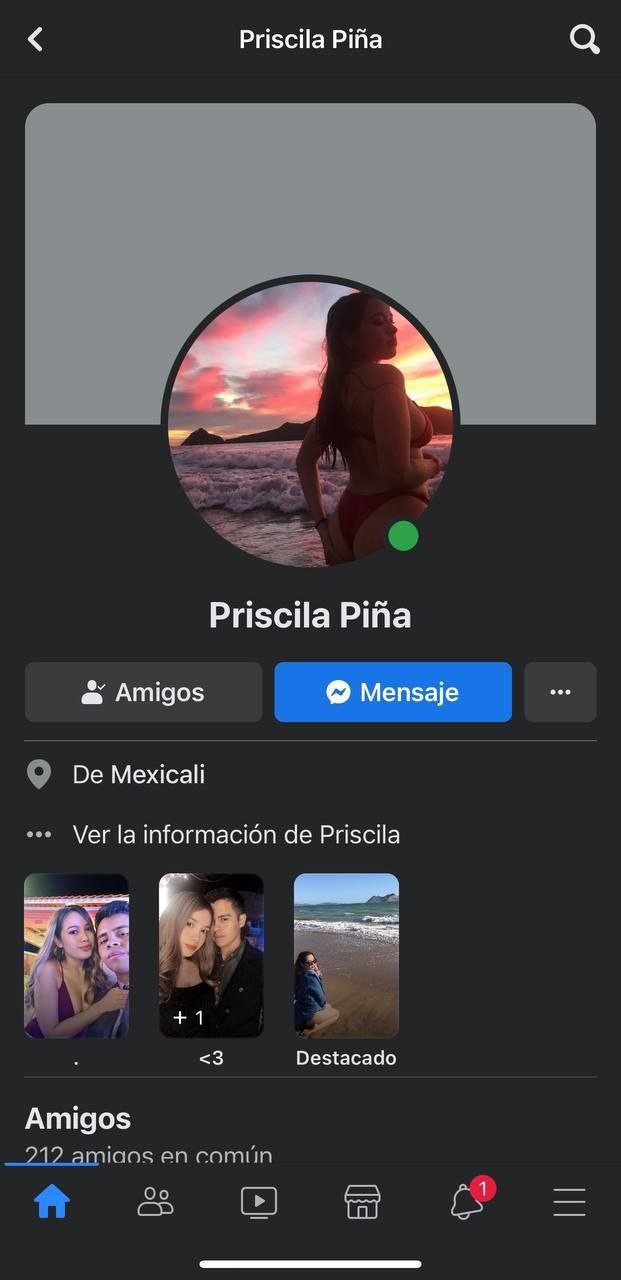 Priscila Piña
Priscila Piña
Amigos
Mensaje
De Mexicali
Ver la información de Priscila
+ 1
.
<3
Destacado
Amigos
212 amigos en común
1